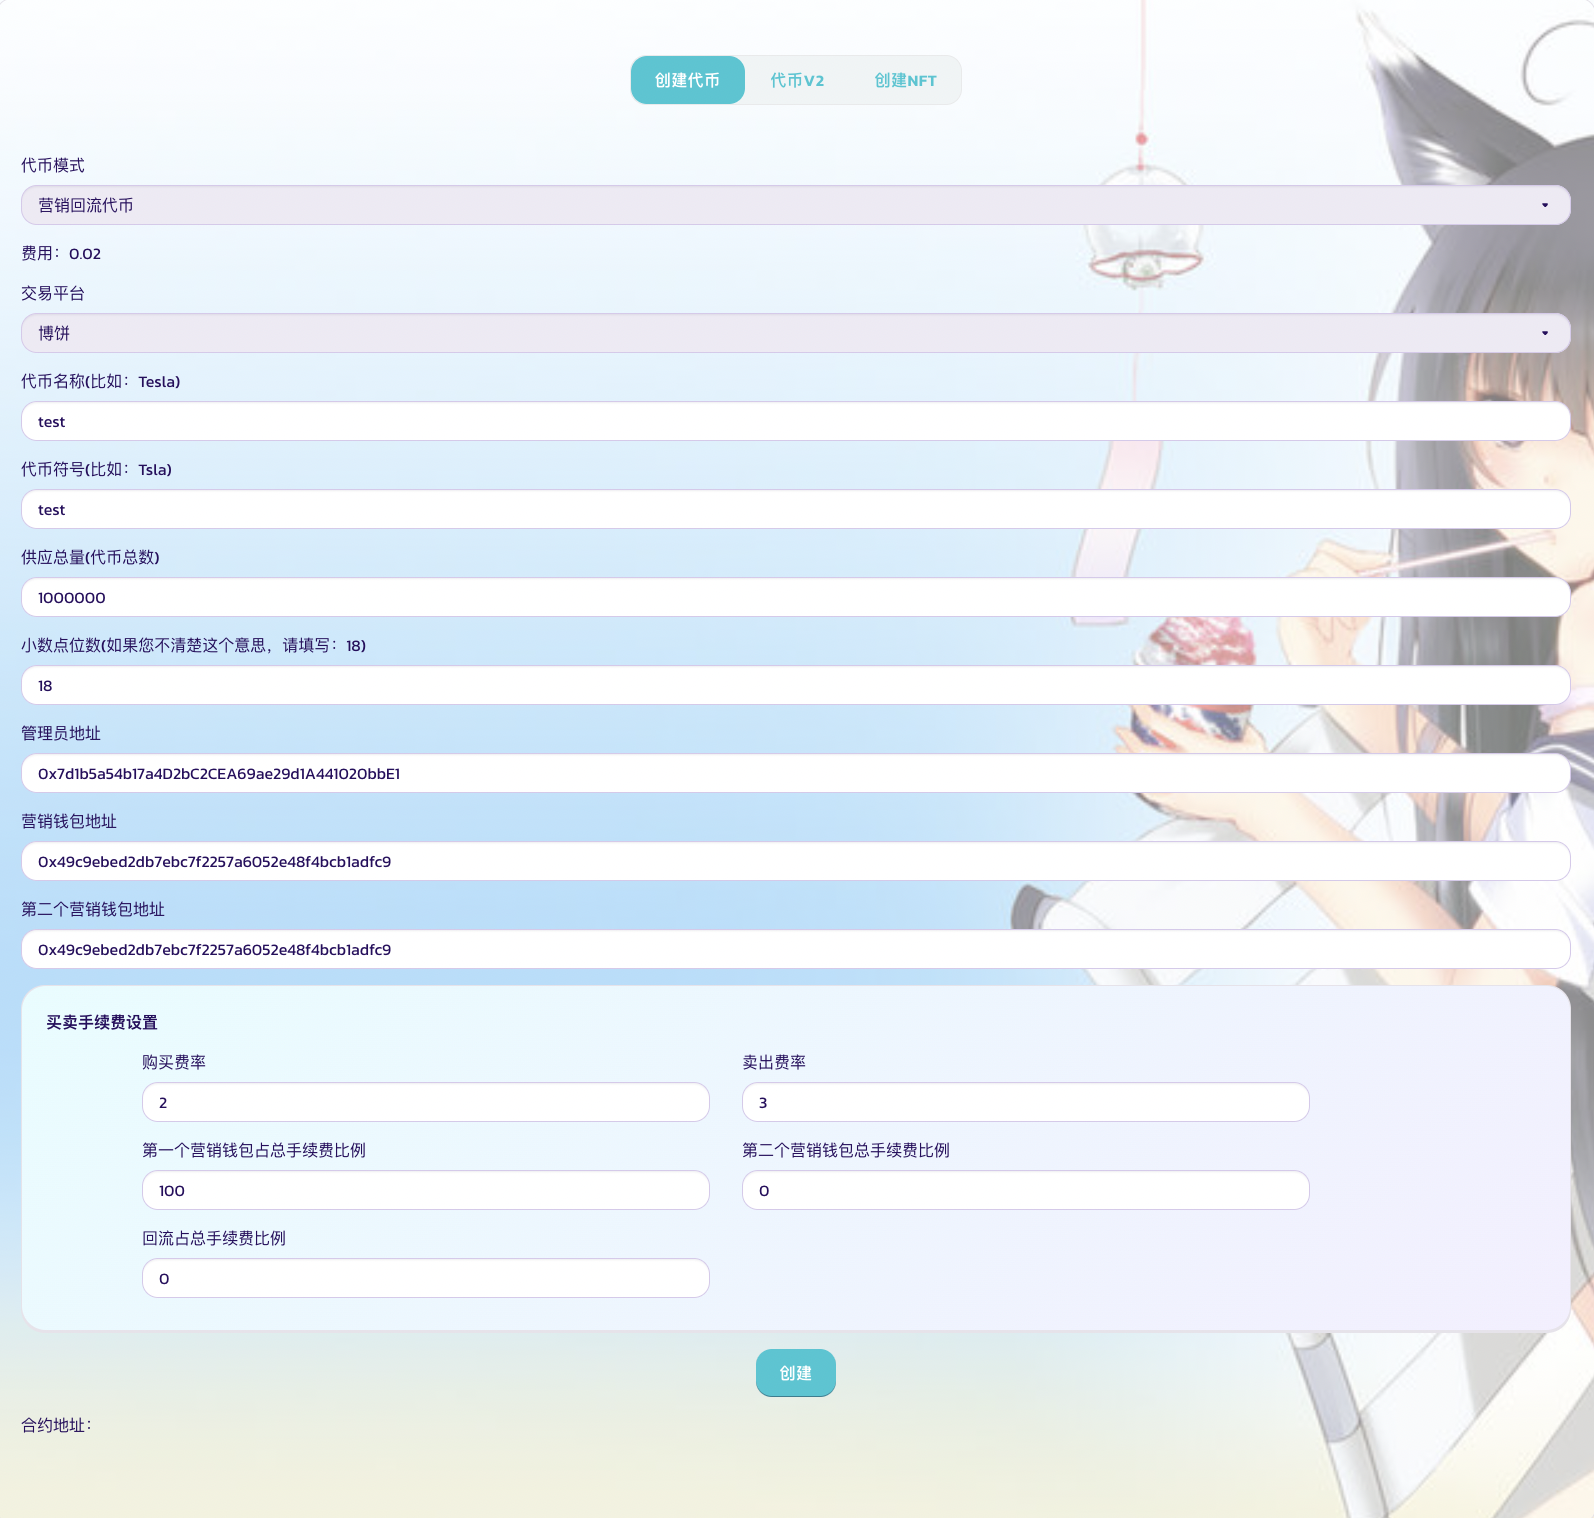 创建代币 代币V2 创建NFT
代币模式
营销回流代币
费用：0.02
交易平台
博饼
代币名称(比如：Tesla)
test
代币符号(比如：Tsla)
test
供应总量(代币总数)
1000000
小数点位数(如果您不清楚这个意思，请填写：18)
18
管理员地址
0x7d1b5a54b17a4D2bC2CEA69ae29d1A441020bbE1
营销钱包地址
0x49c9ebed2db7ebc7f2257a6052e48f4bcb1adfc9
第二个营销钱包地址
0x49c9ebed2db7ebc7f2257a6052e48f4bcb1adfc9
买卖手续费设置
购买费率 卖出费率
2 3
第一个营销钱包占总手续费比例 第二个营销钱包总手续费比例
100 0
回流占总手续费比例
0
创建
合约地址：